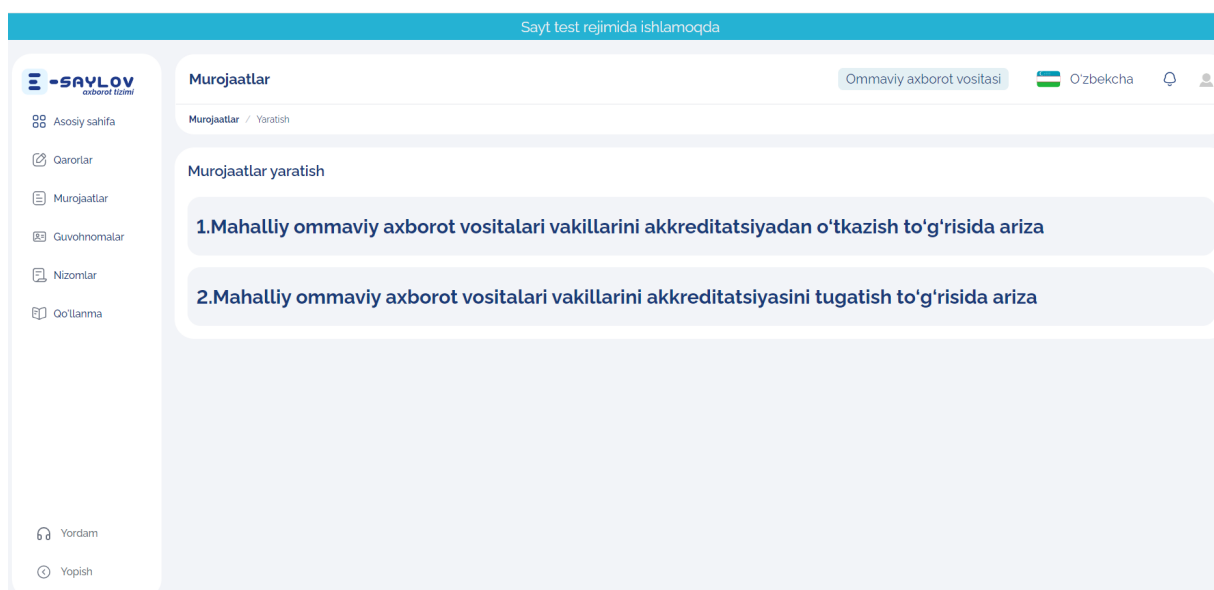 Sayt test rejimida ishlamoqda
E-SAYLOV
axborot tizimi
Asosiy sahifa
Qarorlar
Murojaatlar
Guvohnomalar
Nizomlar
Qo'llanma
Yordam
Yopish
Murojaatlar
Ommaviy axborot vositasi
O'zbekcha
Murojaatlar / Yaratish
Murojaatlar yaratish
1.Mahalliy ommaviy axborot vositalari vakillarini akkreditatsiyadan o‘tkazish to‘g‘risida ariza
2.Mahalliy ommaviy axborot vositalari vakillarini akkreditatsiyasini tugatish to‘g‘risida ariza